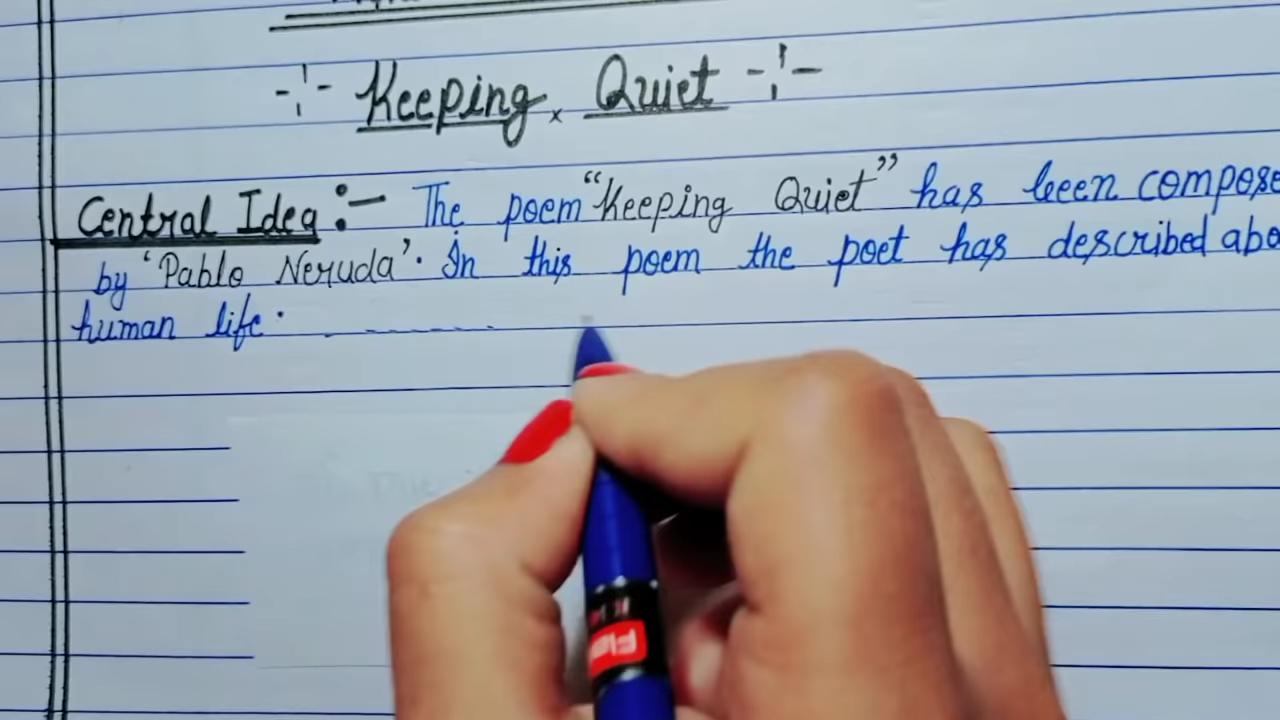 Keeping Quiet
Central Idea :- The poem “Keeping Quiet” has been compose
by ‘Pablo Neruda’. In this poem the poet has described abo
human life.